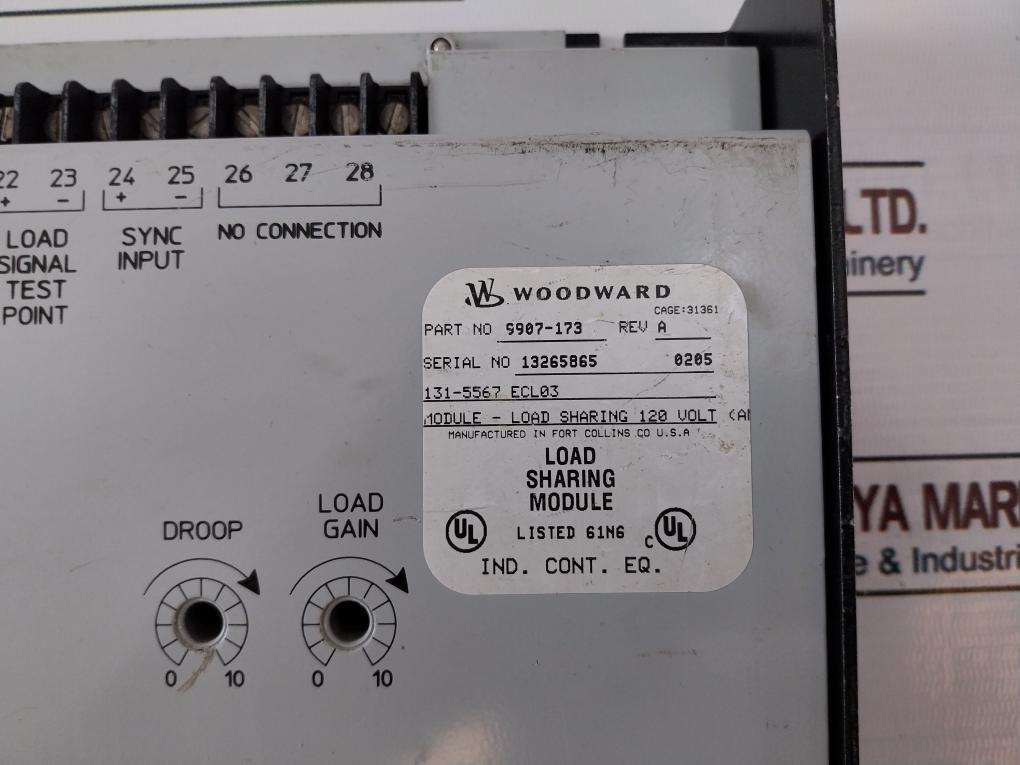 22 23 24 25 26 27 28
+ - + -
LOAD
SIGNAL
TEST
POINT
SYNC
INPUT
NO CONNECTION
LTD.
inery
WOODWARD
CAGE:31361
PART NO 9907-173 REV A
SERIAL NO 13265865 0205
131-5567 ECL03
MODULE - LOAD SHARING 120 VOLT (A
MANUFACTURED IN FORT COLLINS CO U.S.A
LOAD
SHARING
MODULE
UL LISTED 61N6 C UL
IND. CONT. EQ.
DROOP
0 10
LOAD
GAIN
0 10
YA MAR
e & Industri